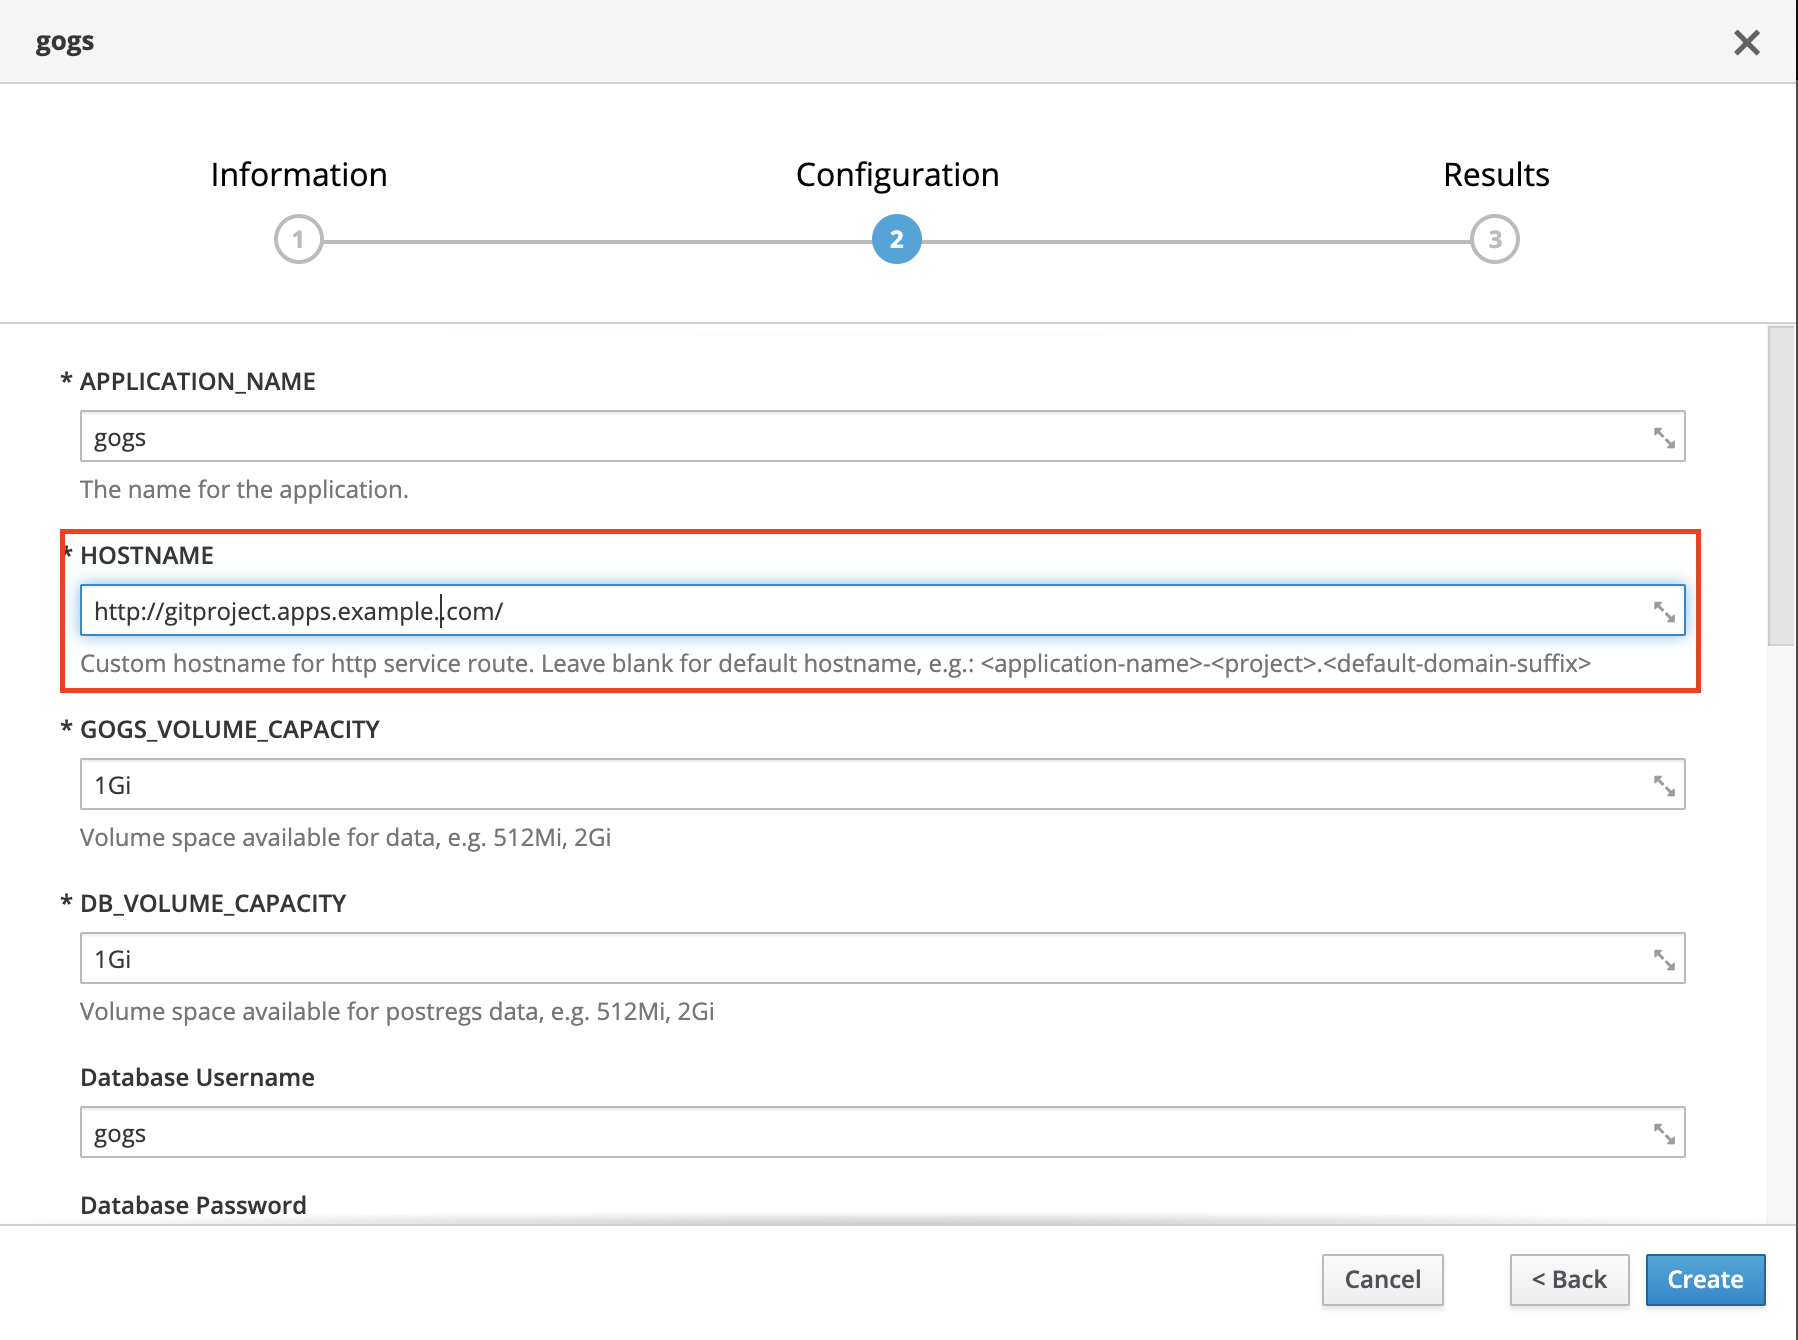 gogs
Information
Configuration
Results
1
2
3
* APPLICATION_NAME
gogs
The name for the application.
* HOSTNAME
http://gitproject.apps.example..com/
Custom hostname for http service route. Leave blank for default hostname, e.g.: <application-name>-<project>.<default-domain-suffix>
* GOGS_VOLUME_CAPACITY
1Gi
Volume space available for data, e.g. 512Mi, 2Gi
* DB_VOLUME_CAPACITY
1Gi
Volume space available for postregs data, e.g. 512Mi, 2Gi
Database Username
gogs
Database Password
Cancel
< Back
Create